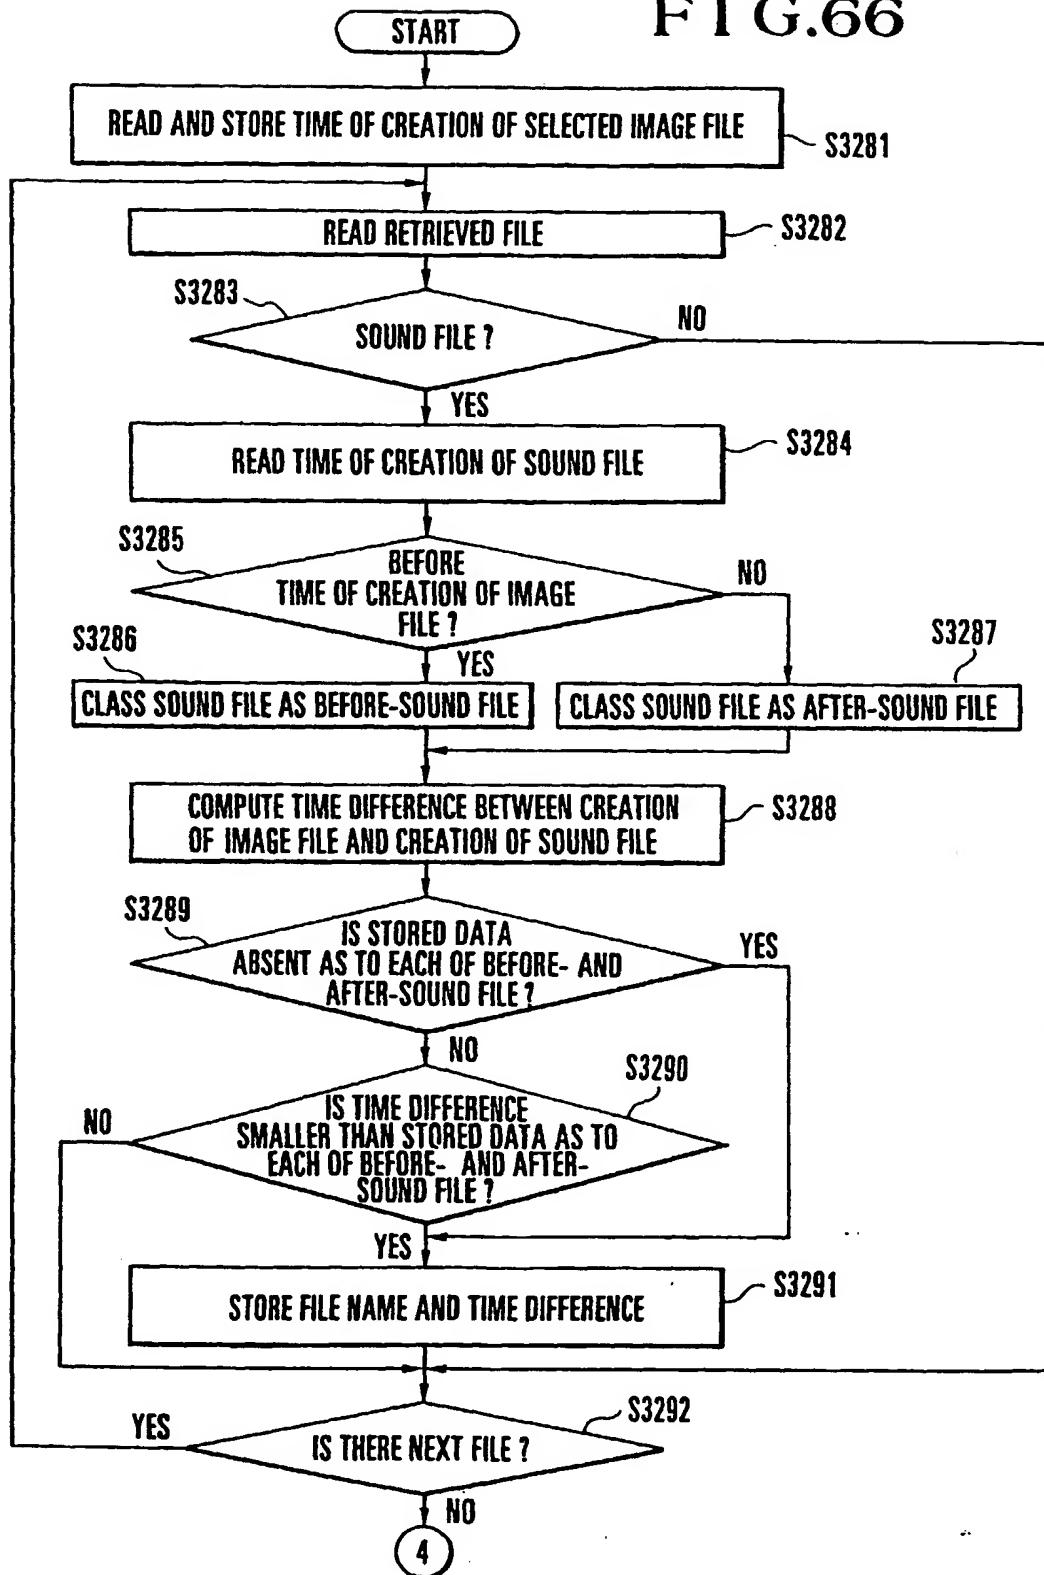 FIG.66
START
READ AND STORE TIME OF CREATION OF SELECTED IMAGE FILE
S3281
READ RETRIEVED FILE
S3282
S3283
SOUND FILE ?
NO
YES
READ TIME OF CREATION OF SOUND FILE
S3284
S3285
BEFORE
TIME OF CREATION OF IMAGE
FILE ?
NO
YES
S3286
S3287
CLASS SOUND FILE AS BEFORE-SOUND FILE
CLASS SOUND FILE AS AFTER-SOUND FILE
COMPUTE TIME DIFFERENCE BETWEEN CREATION
OF IMAGE FILE AND CREATION OF SOUND FILE
S3288
S3289
IS STORED DATA
ABSENT AS TO EACH OF BEFORE- AND
AFTER-SOUND FILE ?
YES
NO
S3290
IS TIME DIFFERENCE
SMALLER THAN STORED DATA AS TO
EACH OF BEFORE- AND AFTER-
SOUND FILE ?
NO
YES
STORE FILE NAME AND TIME DIFFERENCE
S3291
S3292
IS THERE NEXT FILE ?
YES
NO
4